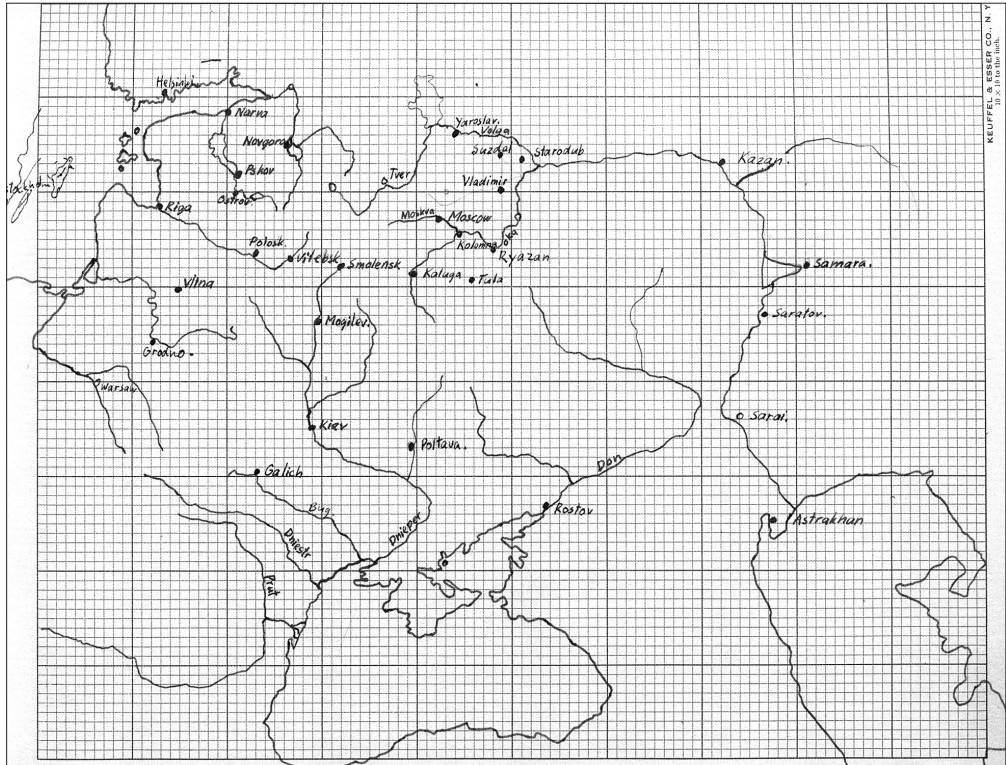 KEUFFEL & ESSER CO., N. Y.
10 × 10 to the inch.
Helsinki
Narva
Yaroslav.
Volga
Novgorod
Suzdal
Starodub
Kazan.
Pskov
Tver
Vladimir
Ostrov.
Riga
Moskva
Moscow
Kolomna
Oka
Ryazan
Polosk.
Vitebsk
Smolensk
Kaluga
Tula
Samara.
Vilna
Mogilev.
Saratov.
Grodno.
Warsaw
Sarai.
Kiev
Poltava.
Don
Galich
Bug
Rostov
Dnieper
Astrakhan
Dniestr
Prut